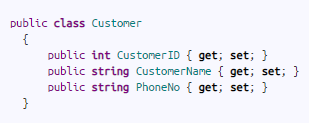 public class Customer
{
public int CustomerID { get; set; }
public string CustomerName { get; set; }
public string PhoneNo { get; set; }
}